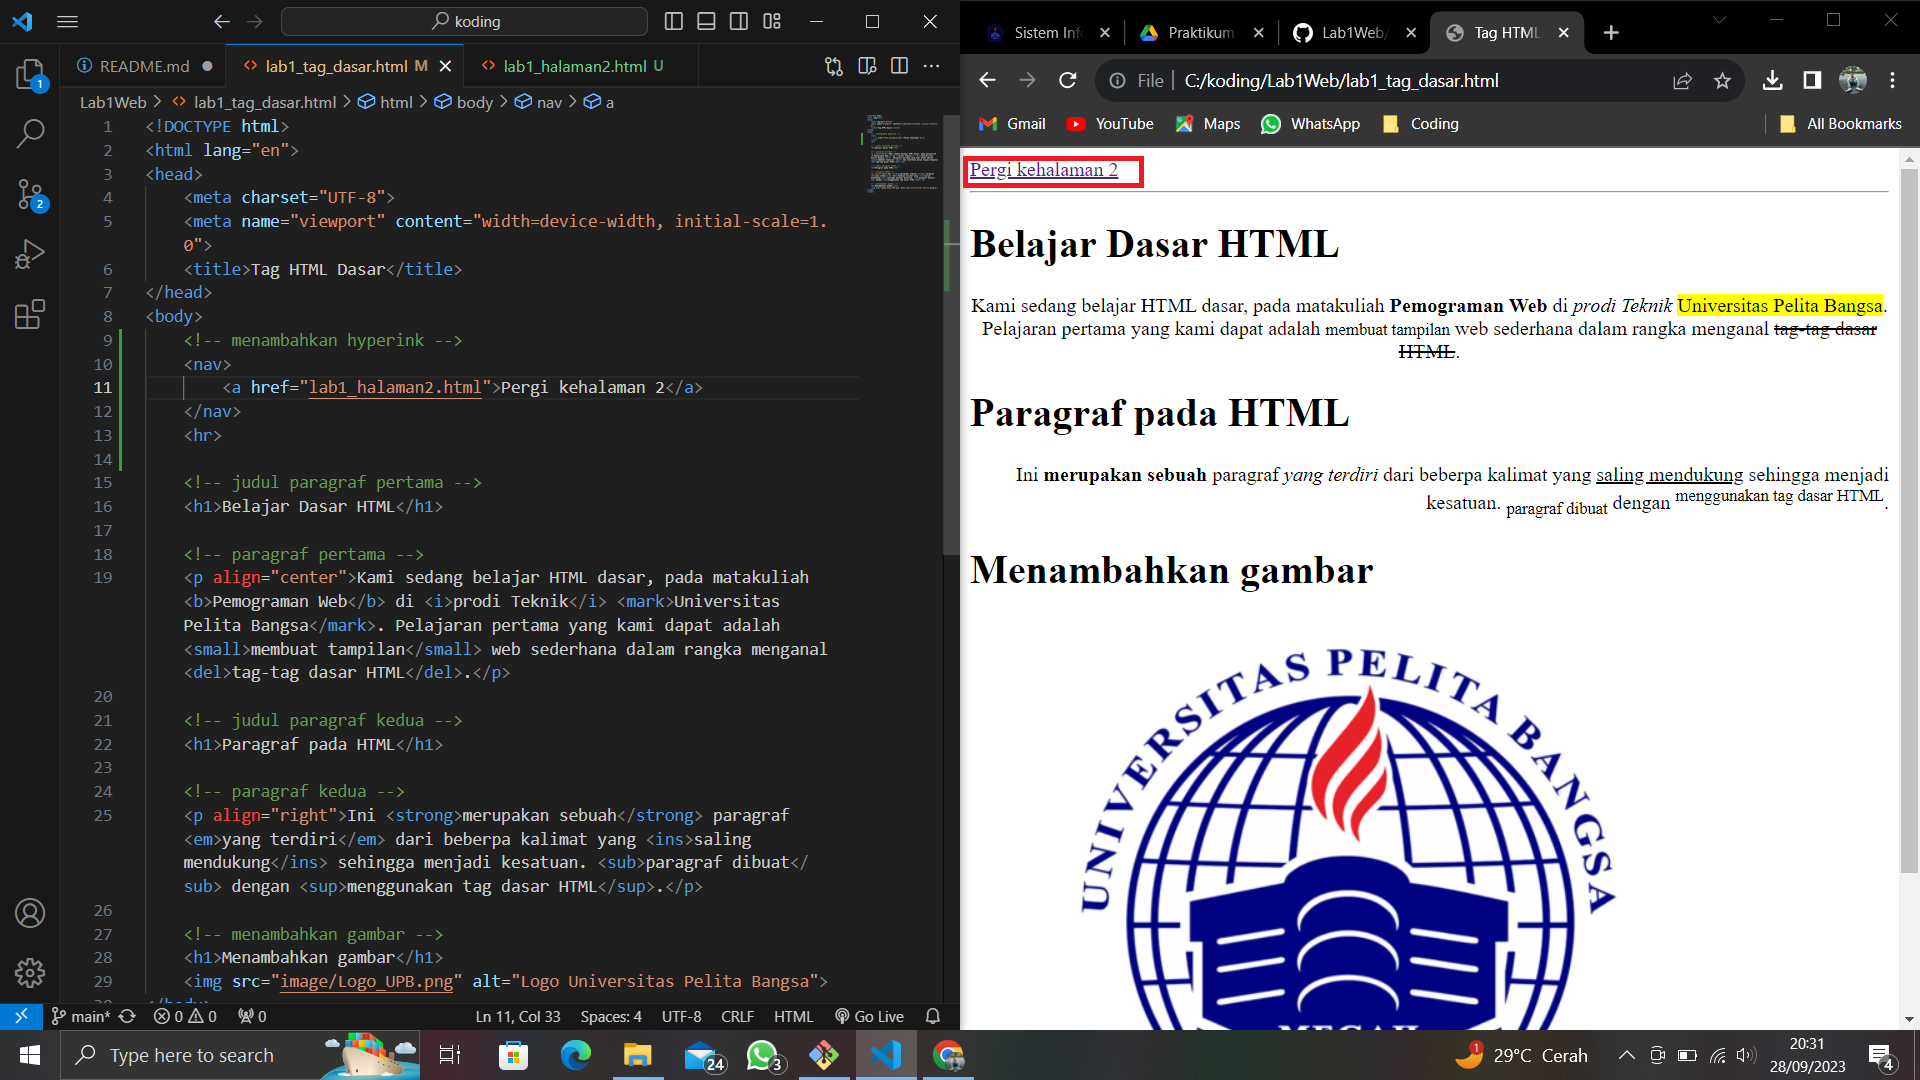 koding
README.md
lab1_tag_dasar.html M
lab1_halaman2.html U
Lab1Web > lab1_tag_dasar.html > html > body > nav > a
1 <!DOCTYPE html>
2 <html lang="en">
3 <head>
4 <meta charset="UTF-8">
5 <meta name="viewport" content="width=device-width, initial-scale=1.
0">
6 <title>Tag HTML Dasar</title>
7 </head>
8 <body>
9 <!-- menambahkan hyperink -->
10 <nav>
11 <a href="lab1_halaman2.html">Pergi kehalaman 2</a>
12 </nav>
13 <hr>
14
15 <!-- judul paragraf pertama -->
16 <h1>Belajar Dasar HTML</h1>
17
18 <!-- paragraf pertama -->
19 <p align="center">Kami sedang belajar HTML dasar, pada matakuliah
<b>Pemograman Web</b> di <i>prodi Teknik</i> <mark>Universitas
Pelita Bangsa</mark>. Pelajaran pertama yang kami dapat adalah
<small>membuat tampilan</small> web sederhana dalam rangka menganal
<del>tag-tag dasar HTML</del>.</p>
20
21 <!-- judul paragraf kedua -->
22 <h1>Paragraf pada HTML</h1>
23
24 <!-- paragraf kedua -->
25 <p align="right">Ini <strong>merupakan sebuah</strong> paragraf
<em>yang terdiri</em> dari beberpa kalimat yang <ins>saling
mendukung</ins> sehingga menjadi kesatuan. <sub>paragraf dibuat</
sub> dengan <sup>menggunakan tag dasar HTML</sup>.</p>
26
27 <!-- menambahkan gambar -->
28 <h1>Menambahkan gambar</h1>
29 <img src="image/Logo_UPB.png" alt="Logo Universitas Pelita Bangsa">
1
2
main* 0 0 0 Ln 11, Col 33 Spaces: 4 UTF-8 CRLF HTML Go Live
Sistem Inf
Praktikum
Lab1Web/
Tag HTML
File C:/koding/Lab1Web/lab1_tag_dasar.html
Gmail YouTube Maps WhatsApp Coding All Bookmarks
Pergi kehalaman 2
Belajar Dasar HTML
Kami sedang belajar HTML dasar, pada matakuliah Pemograman Web di prodi Teknik Universitas Pelita Bangsa.
Pelajaran pertama yang kami dapat adalah membuat tampilan web sederhana dalam rangka menganal tag-tag dasar
HTML.
Paragraf pada HTML
Ini merupakan sebuah paragraf yang terdiri dari beberpa kalimat yang saling mendukung sehingga menjadi
kesatuan. paragraf dibuat dengan menggunakan tag dasar HTML.
Menambahkan gambar
UNIVERSITAS PELITA BANGSA
Type here to search
24
3
1
29°C Cerah
20:31
28/09/2023
4